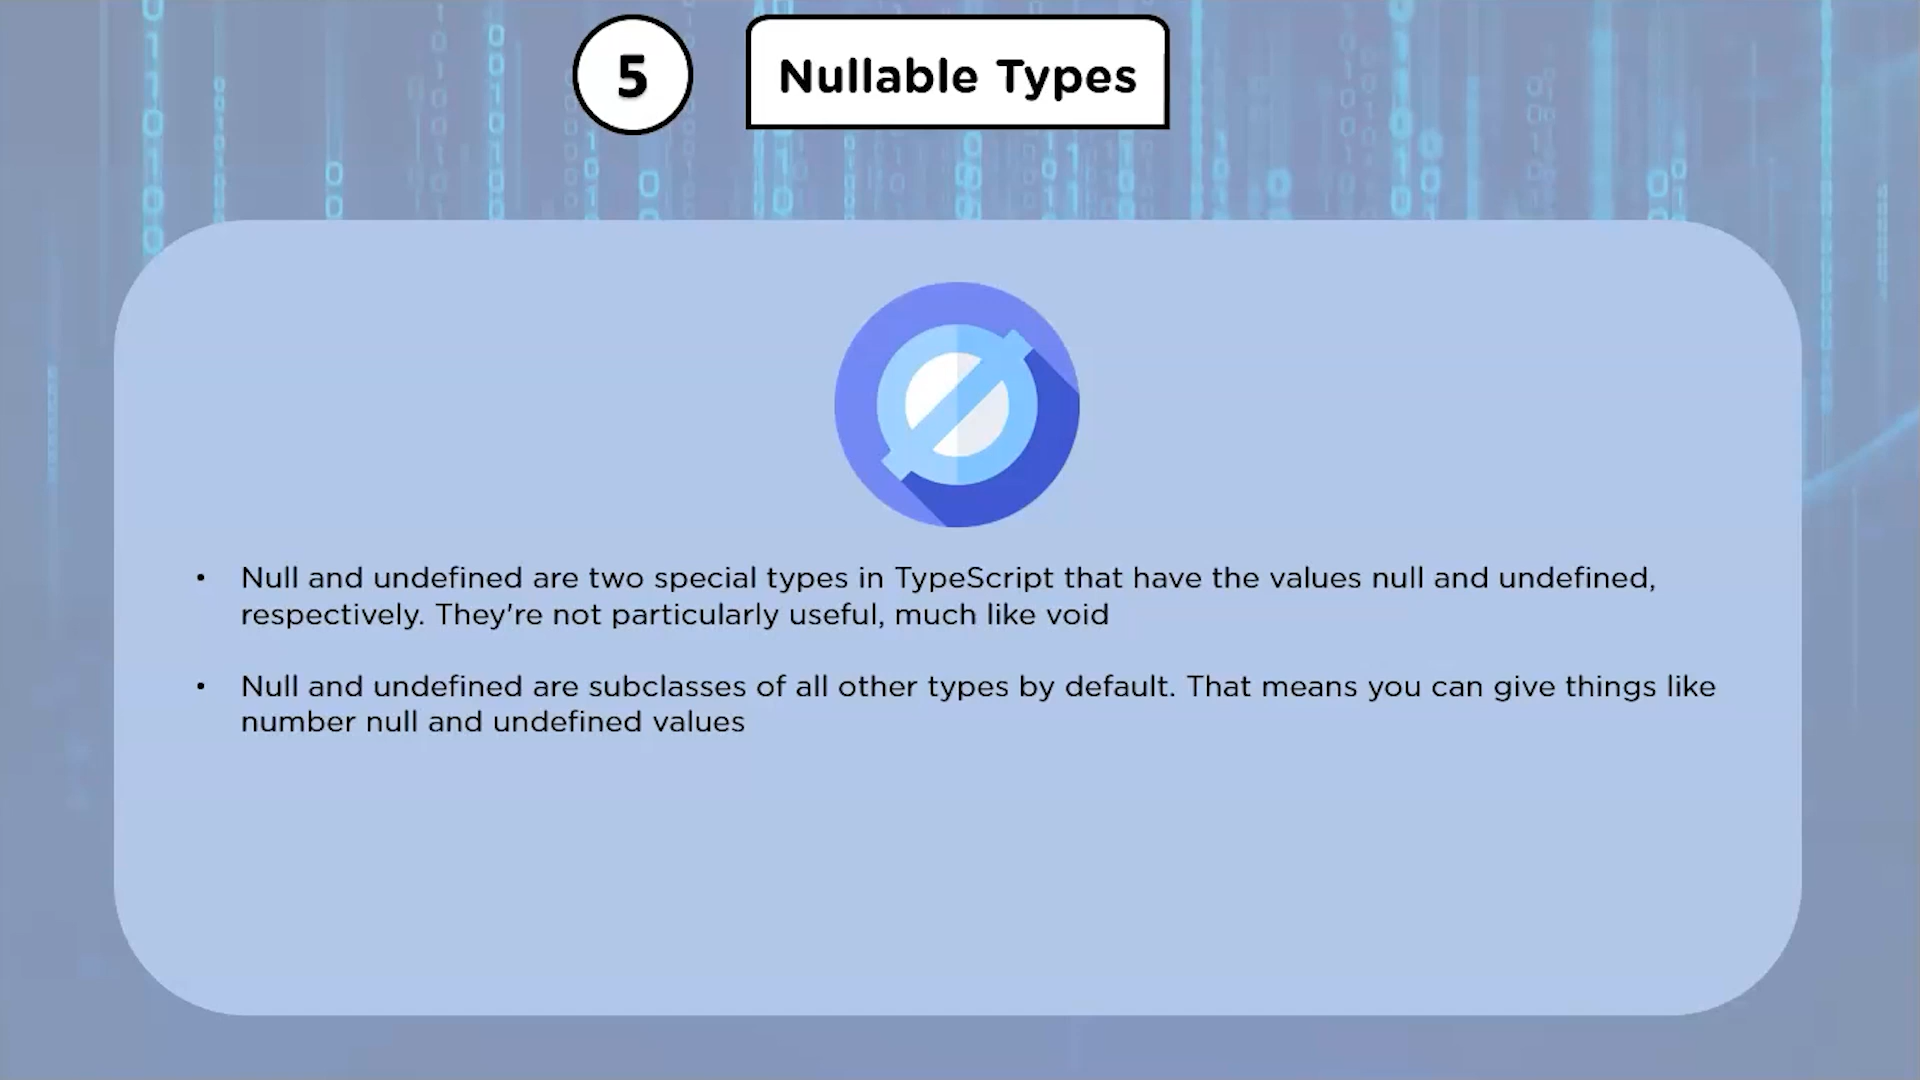 5
Nullable Types
• Null and undefined are two special types in TypeScript that have the values null and undefined,
respectively. They're not particularly useful, much like void
• Null and undefined are subclasses of all other types by default. That means you can give things like
number null and undefined values